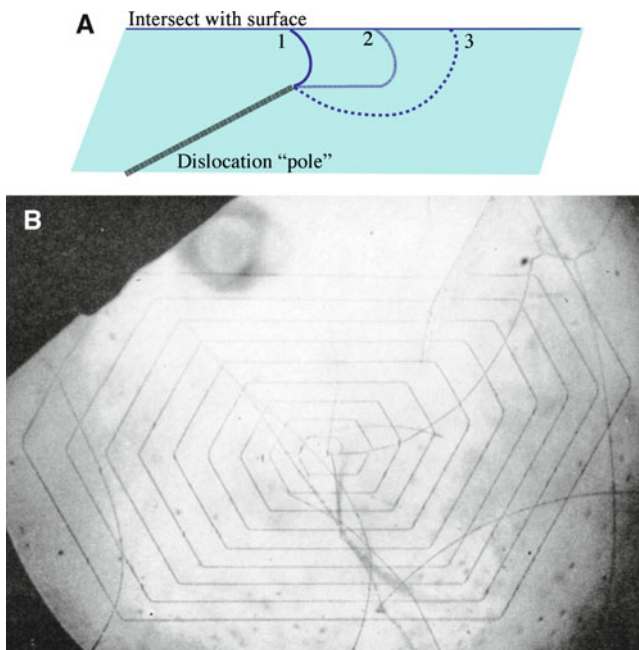 A
Intersect with surface
1 2 3
Dislocation “pole”
B